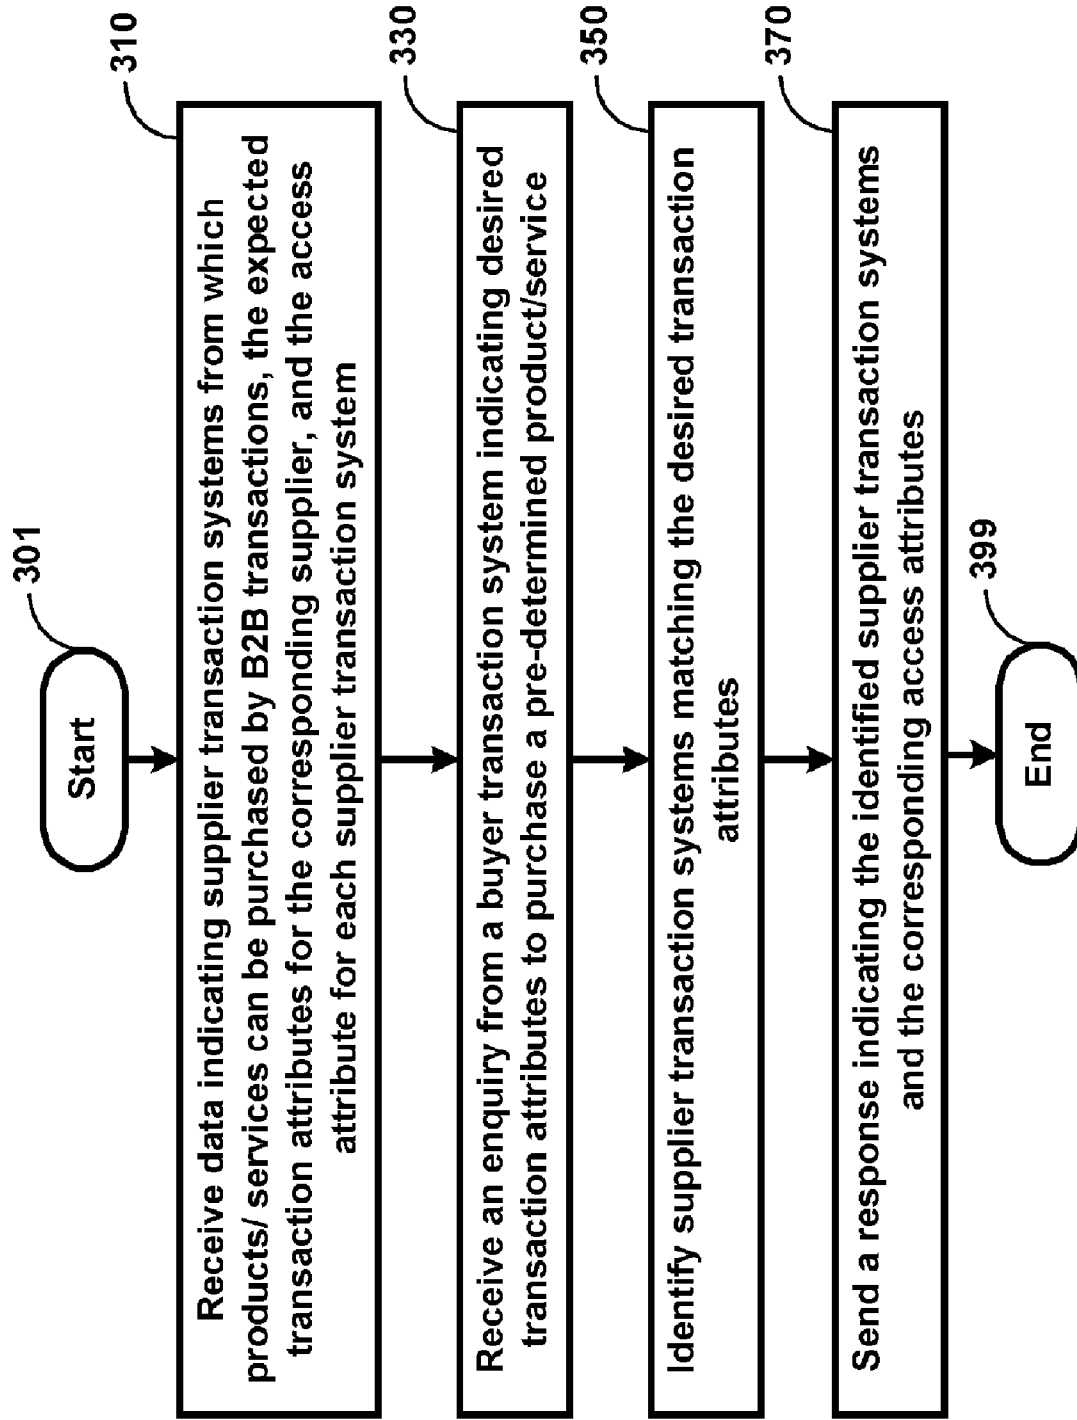 301
Start
310
Receive data indicating supplier transaction systems from which
products/ services can be purchased by B2B transactions, the expected
transaction attributes for the corresponding supplier, and the access
attribute for each supplier transaction system
330
Receive an enquiry from a buyer transaction system indicating desired
transaction attributes to purchase a pre-determined product/service
350
Identify supplier transaction systems matching the desired transaction
attributes
370
Send a response indicating the identified supplier transaction systems
and the corresponding access attributes
399
End